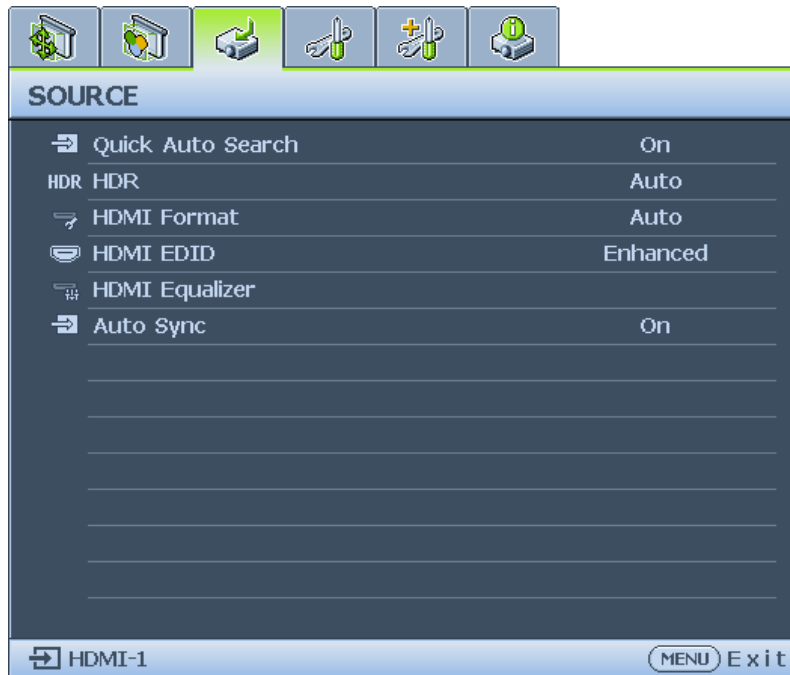 SOURCE
Quick Auto Search On
HDR HDR Auto
HDMI Format Auto
HDMI EDID Enhanced
HDMI Equalizer
Auto Sync On
HDMI-1 MENU Exit